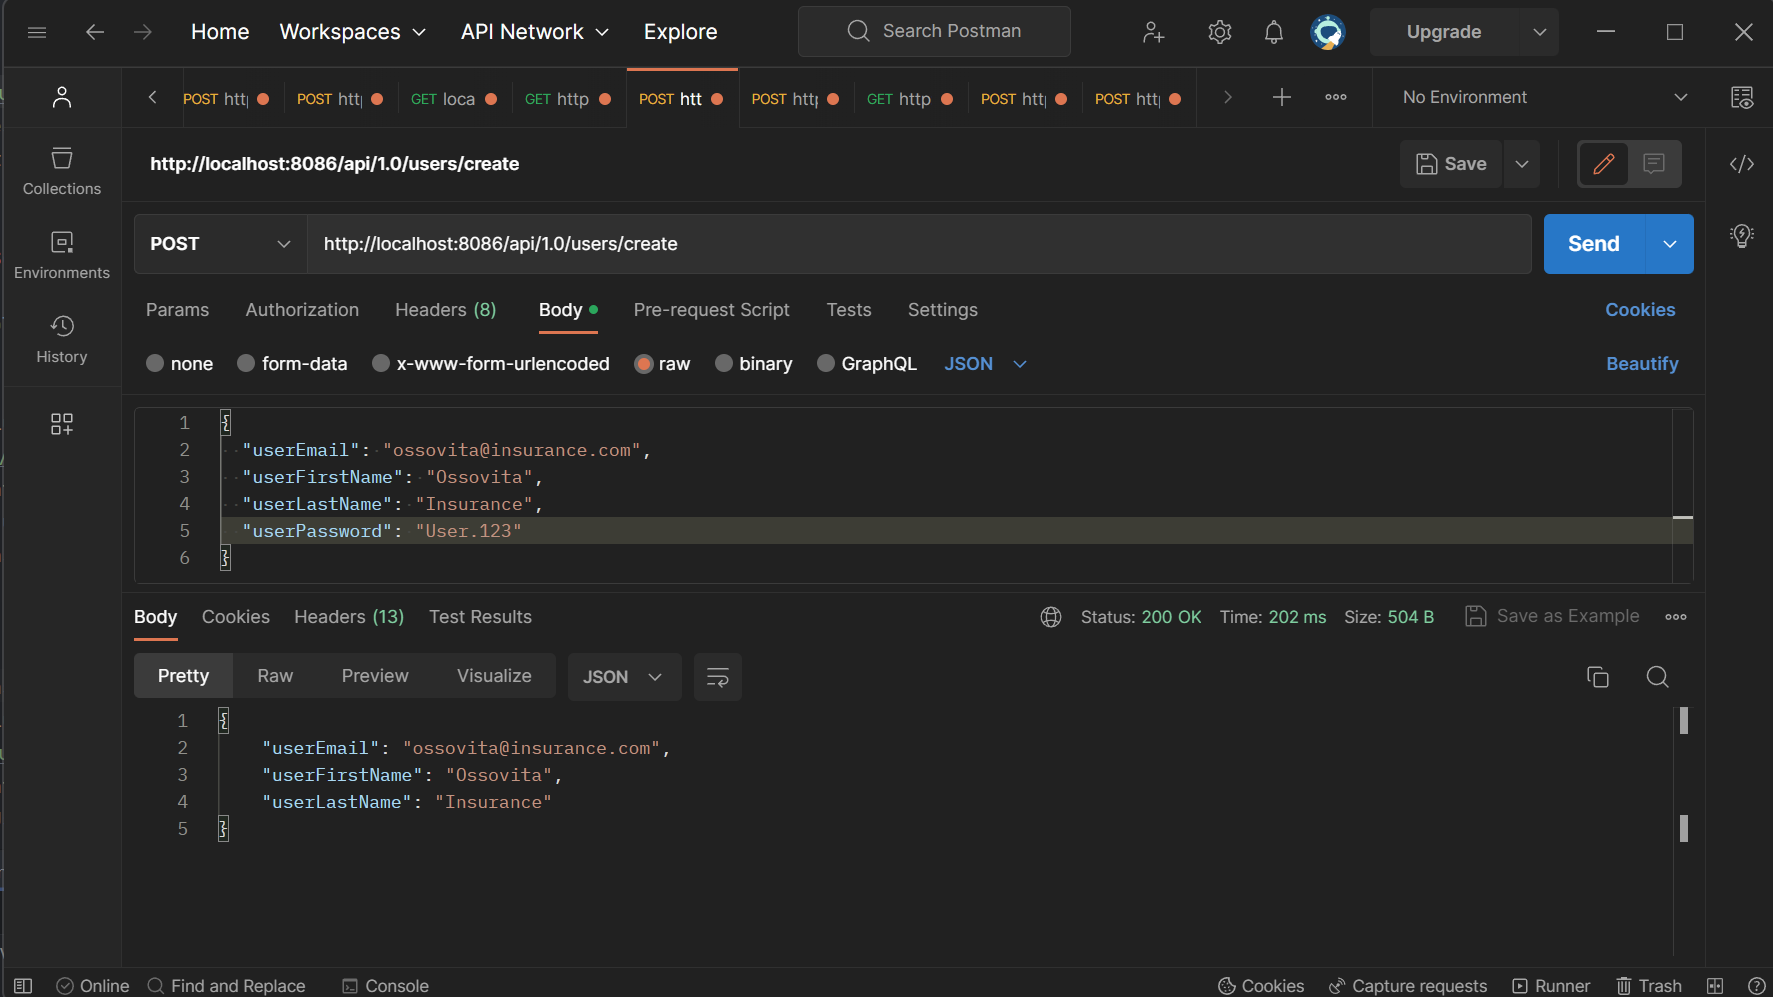 Home Workspaces API Network Explore Search Postman Upgrade
POST htt POST htt GET loca GET http POST htt POST http GET http POST htt POST htt No Environment
http://localhost:8086/api/1.0/users/create Save
Collections
POST http://localhost:8086/api/1.0/users/create Send
Environments
Params Authorization Headers (8) Body Pre-request Script Tests Settings Cookies
History
none form-data x-www-form-urlencoded raw binary GraphQL JSON Beautify
1 {
2 "userEmail": "ossovita@insurance.com",
3 "userFirstName": "Ossovita",
4 "userLastName": "Insurance",
5 "userPassword": "User.123"
6 }
Body Cookies Headers (13) Test Results Status: 200 OK Time: 202 ms Size: 504 B Save as Example
Pretty Raw Preview Visualize JSON
1 {
2 "userEmail": "ossovita@insurance.com",
3 "userFirstName": "Ossovita",
4 "userLastName": "Insurance"
5 }
Online Find and Replace Console Cookies Capture requests Runner Trash